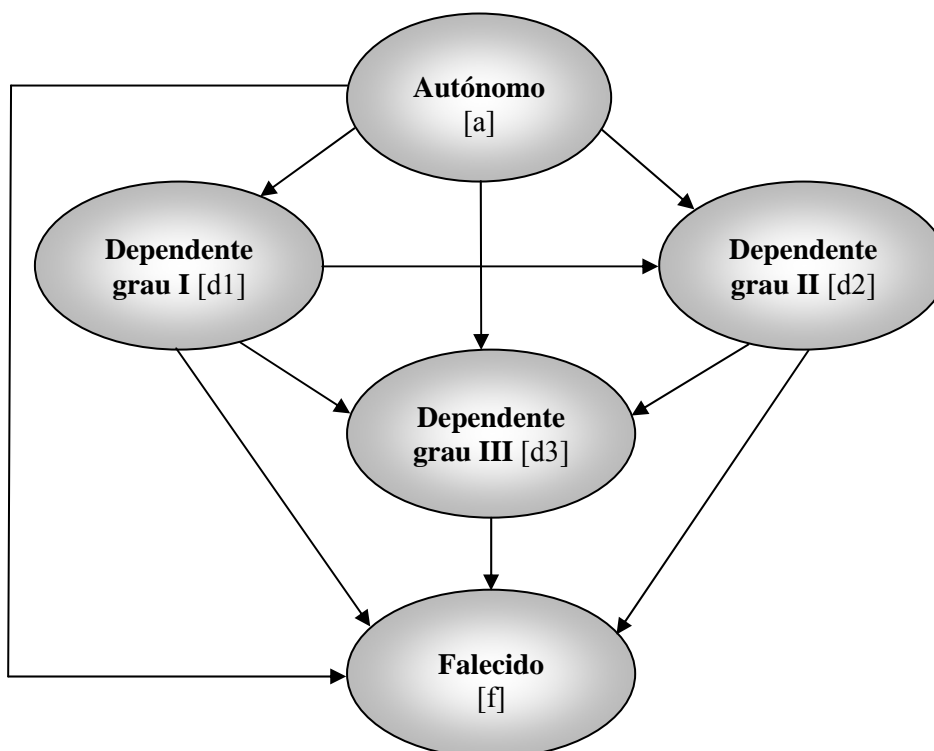 Autónomo
[a]
Dependente
grau I [d1]
Dependente
grau II [d2]
Dependente
grau III [d3]
Falecido
[f]